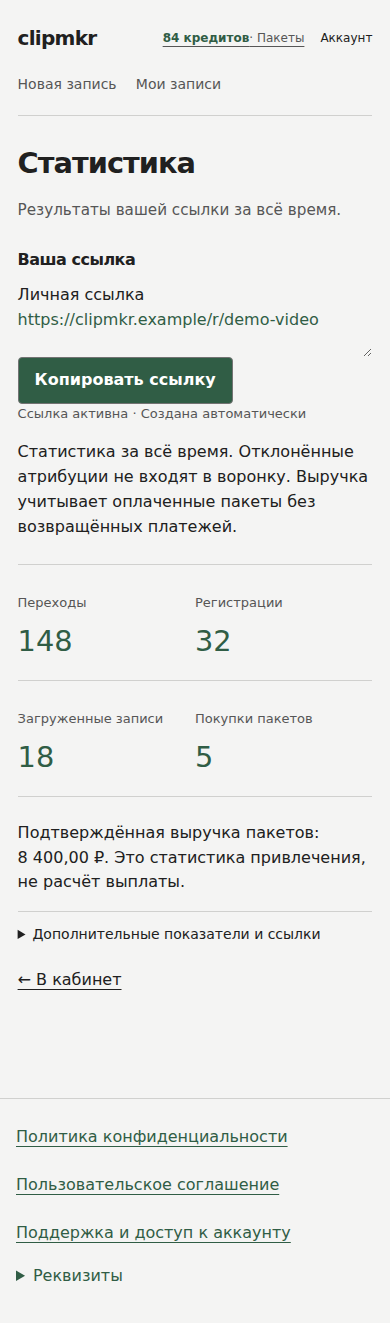 clipmkr
84 кредитов · Пакеты
Аккаунт
Новая запись
Мои записи
Статистика
Результаты вашей ссылки за всё время.
Ваша ссылка
Личная ссылка
https://clipmkr.example/r/demo-video
Копировать ссылку
Ссылка активна · Создана автоматически
Статистика за всё время. Отклонённые
атрибуции не входят в воронку. Выручка
учитывает оплаченные пакеты без
возвращённых платежей.
Переходы
148
Регистрации
32
Загруженные записи
18
Покупки пакетов
5
Подтверждённая выручка пакетов:
8 400,00 ₽. Это статистика привлечения,
не расчёт выплаты.
Дополнительные показатели и ссылки
← В кабинет
Политика конфиденциальности
Пользовательское соглашение
Поддержка и доступ к аккаунту
Реквизиты